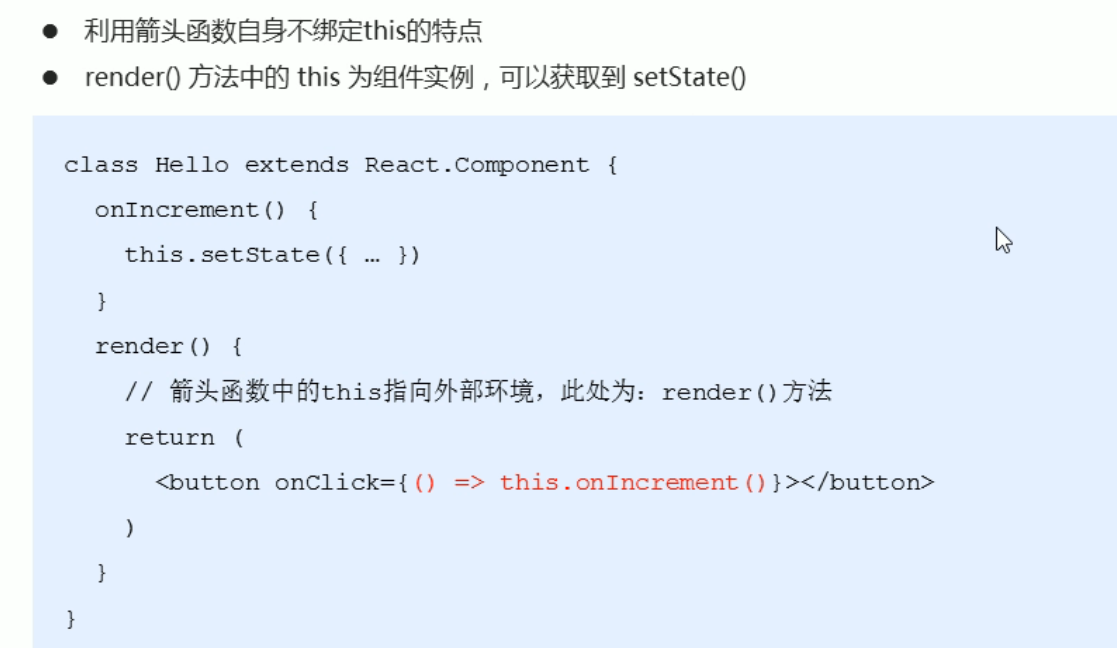 ● 利用箭头函数自身不绑定this的特点
● render() 方法中的 this 为组件实例，可以获取到 setState()
class Hello extends React.Component {
  onIncrement() {
    this.setState({ … })
  }
  render() {
    // 箭头函数中的this指向外部环境，此处为：render()方法
    return (
      <button onClick={() => this.onIncrement()}></button>
    )
  }
}